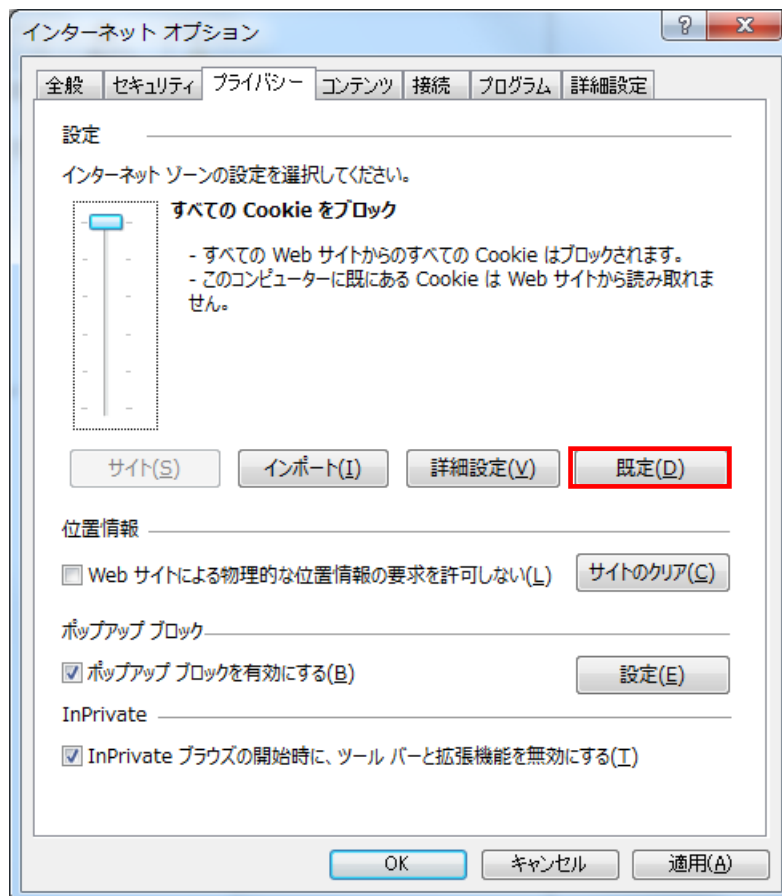 インターネット オプション
全般 セキュリティ プライバシー コンテンツ 接続 プログラム 詳細設定
設定
インターネット ゾーンの設定を選択してください。
すべての Cookie をブロック
- すべての Web サイトからのすべての Cookie はブロックされます。
- このコンピューターに既にある Cookie は Web サイトから読み取れま
せん。
サイト(S) インポート(I) 詳細設定(V) 既定(D)
位置情報
Web サイトによる物理的な位置情報の要求を許可しない(L) サイトのクリア(C)
ポップアップ ブロック
ポップアップ ブロックを有効にする(B) 設定(E)
InPrivate
InPrivate ブラウズの開始時に、ツール バーと拡張機能を無効にする(T)
OK キャンセル 適用(A)